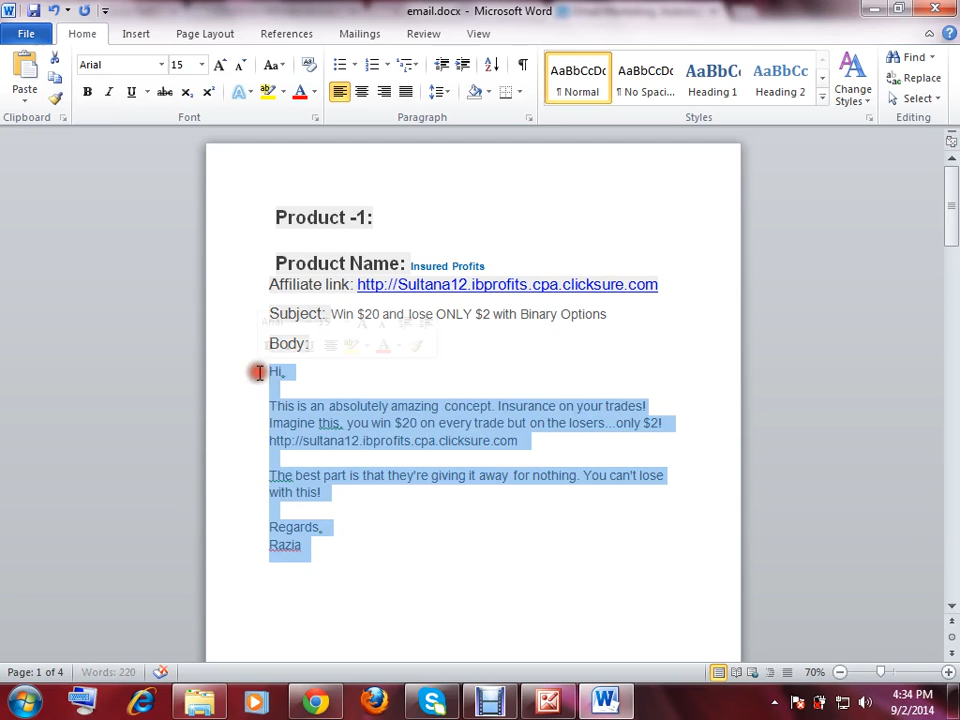 email.docx - Microsoft Word
File Home Insert Page Layout References Mailings Review View
Paste
Clipboard
Arial 15
Font
Paragraph
AaBbCcDc AaBbCcDc AaBbC AaBbCc
¶ Normal ¶ No Spaci... Heading 1 Heading 2
Styles
Change
Styles
Find
Replace
Select
Editing
Product -1:
Product Name: Insured Profits
Affiliate link: http://Sultana12.ibprofits.cpa.clicksure.com
Subject: Win $20 and lose ONLY $2 with Binary Options
Body:
Hi,
This is an absolutely amazing concept. Insurance on your trades!
Imagine this, you win $20 on every trade but on the losers...only $2!
http://sultana12.ibprofits.cpa.clicksure.com
The best part is that they're giving it away for nothing. You can't lose
with this!
Regards,
Razia
Page: 1 of 4 Words: 220 70%
4:34 PM
9/2/2014